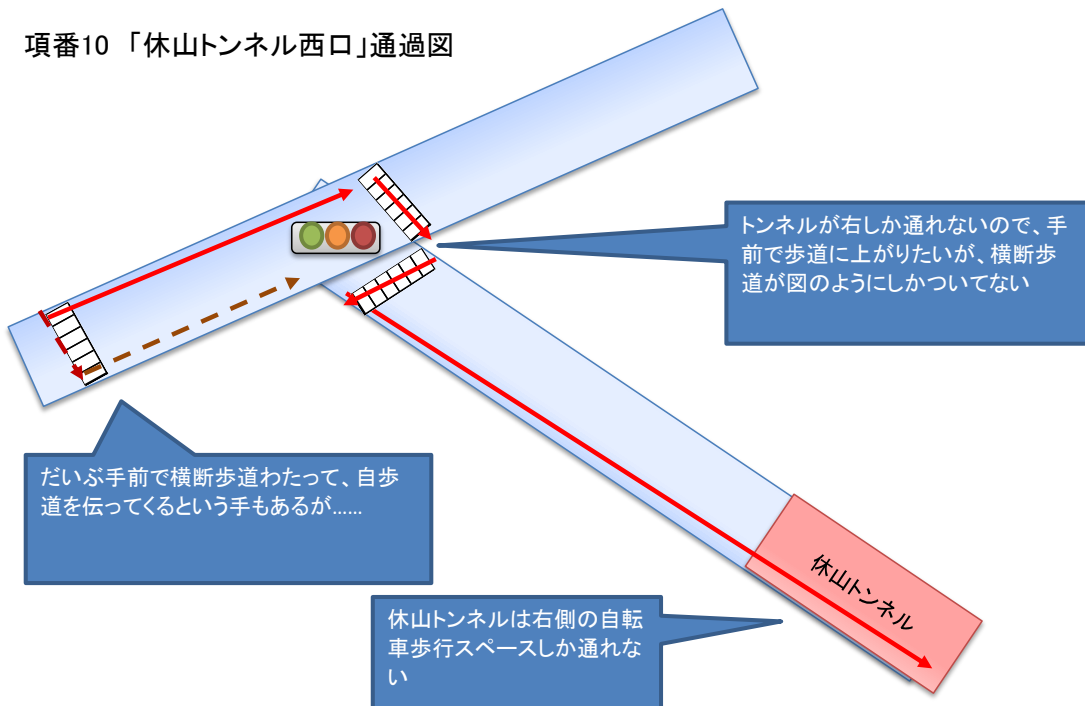 項番10 「休山トンネル西口」通過図
トンネルが右しか通れないので、手
前で歩道に上がりたいが、横断歩
道が図のようにしかついてない
だいぶ手前で横断歩道わたって、自歩
道を伝ってくるという手もあるが......
休山トンネル
休山トンネルは右側の自転
車歩行スペースしか通れな
い